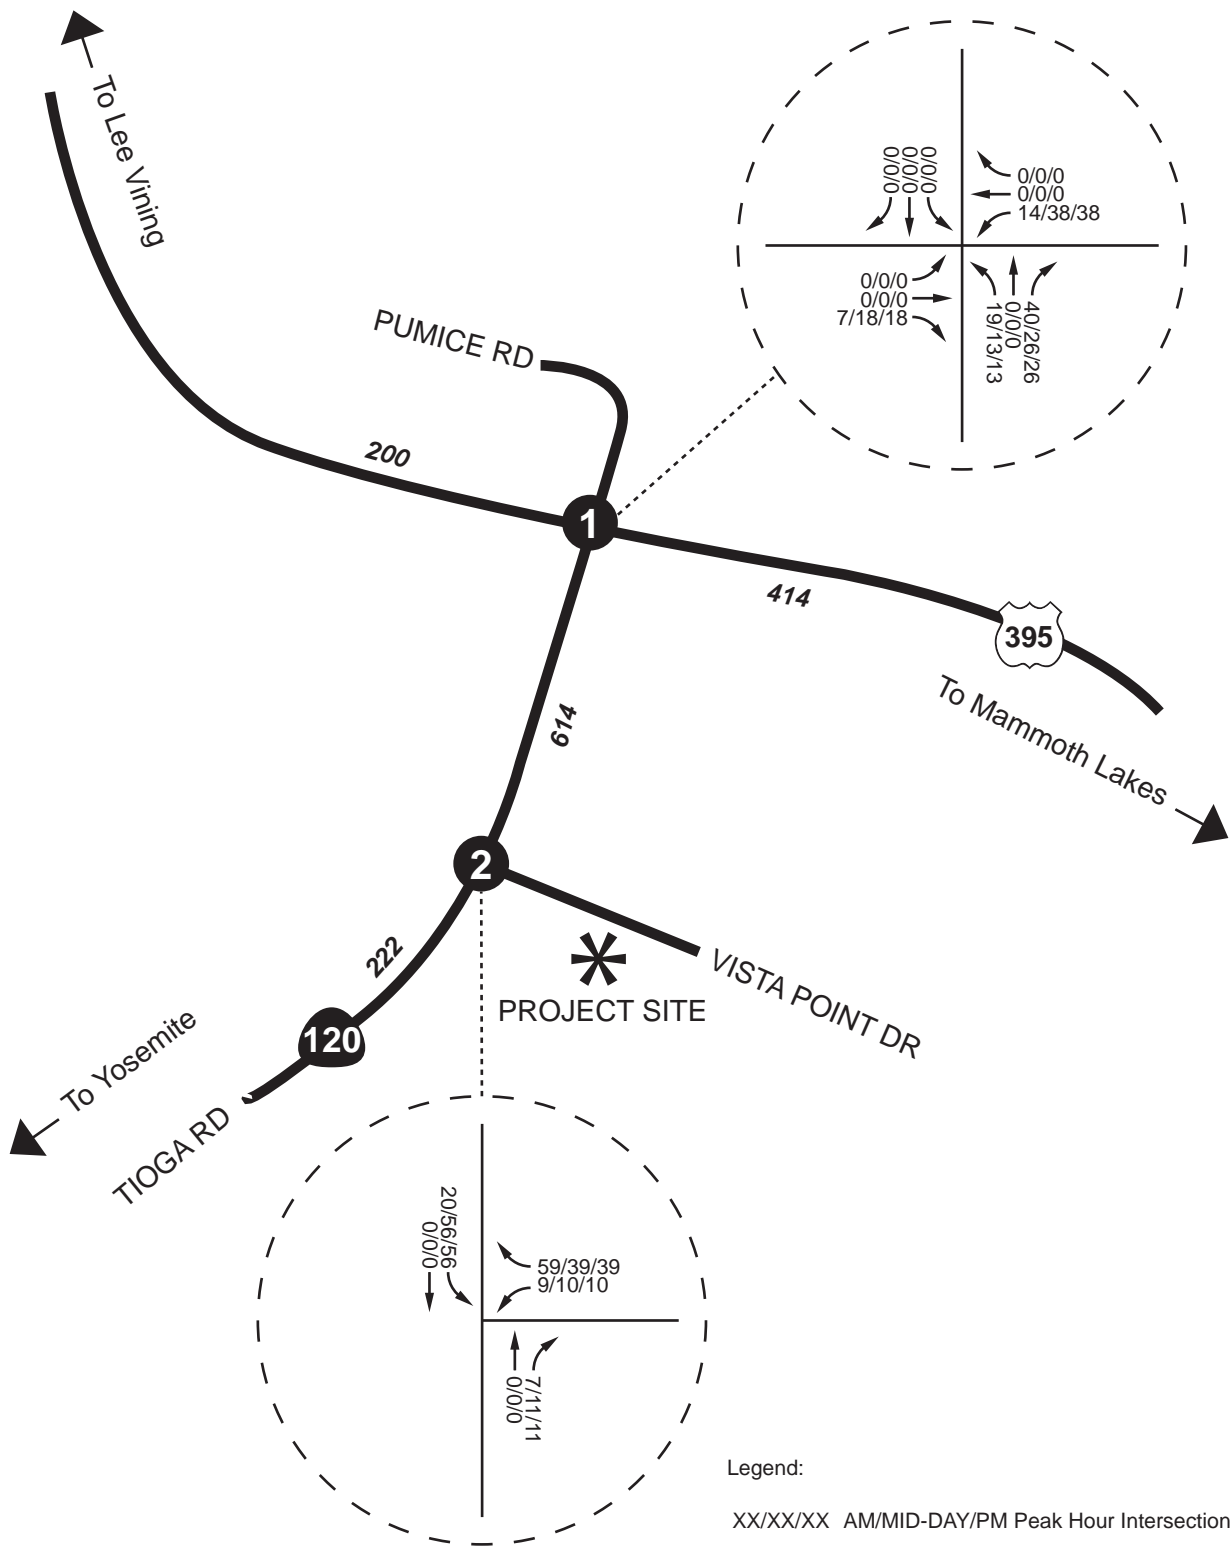 To Lee Vining
0/0/0
0/0/0
0/0/0
0/0/0
0/0/0
14/38/38
0/0/0
0/0/0
7/18/18
19/13/13
0/0/0
40/26/26
PUMICE RD
200
1
414
395
To Mammoth Lakes
614
2
222
PROJECT SITE
VISTA POINT DR
120
To Yosemite
TIOGA RD
20/56/56
0/0/0
59/39/39
9/10/10
7/11/11
0/0/0
Legend:
XX/XX/XX AM/MID-DAY/PM Peak Hour Intersection